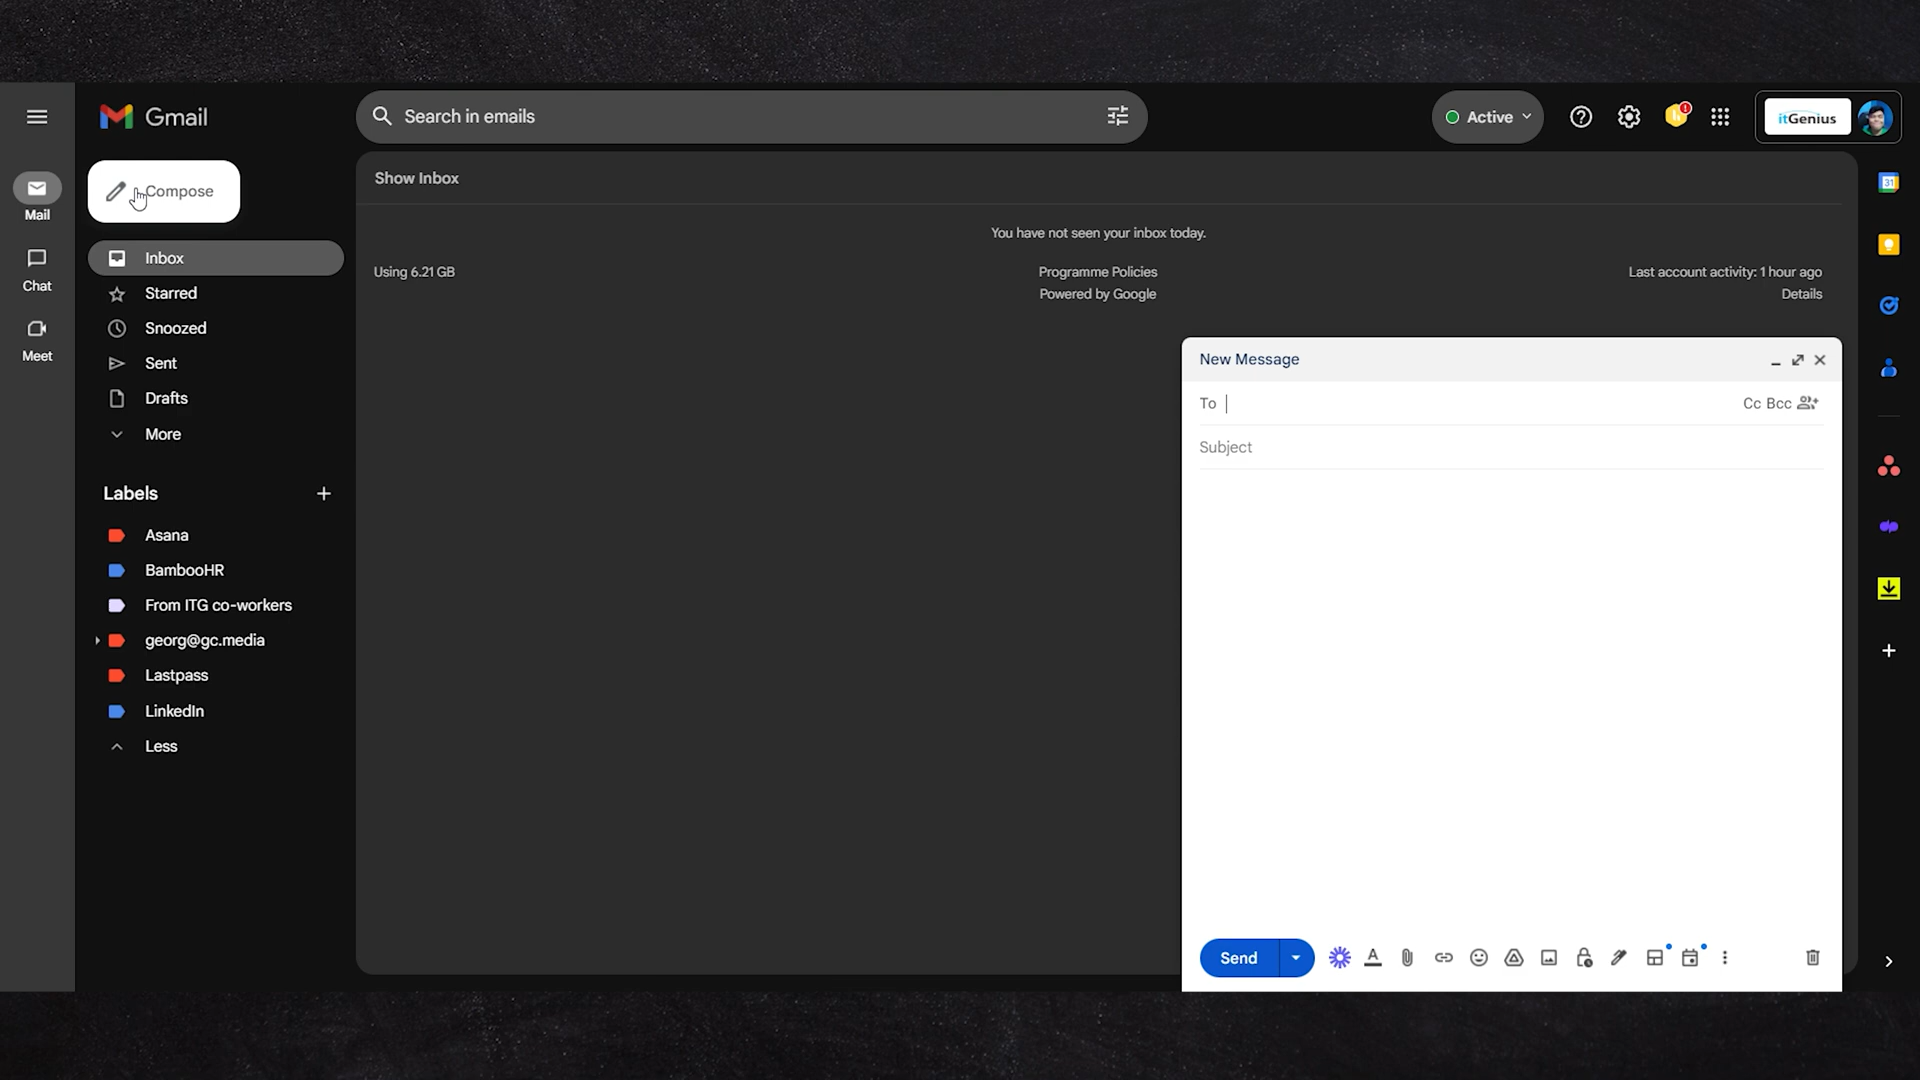 Gmail
Search in emails
Active
1
itGenius
Mail
Chat
Meet
Compose
Inbox
Starred
Snoozed
Sent
Drafts
More
Labels
Asana
BambooHR
From ITG co-workers
georg@gc.media
Lastpass
LinkedIn
Less
Show Inbox
You have not seen your inbox today.
Using 6.21 GB
Programme Policies
Powered by Google
Last account activity: 1 hour ago
Details
New Message
To
Cc Bcc
Subject
Send
31